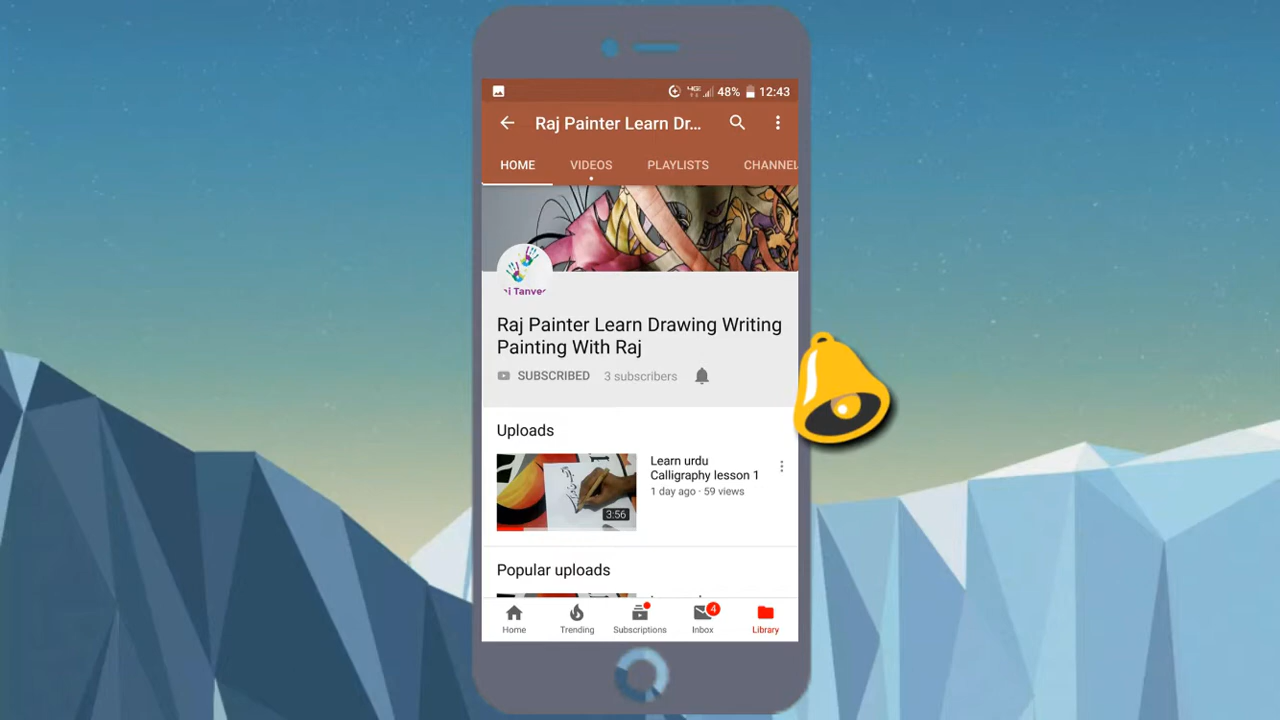 48% 12:43
Raj Painter Learn Dr...
HOME VIDEOS PLAYLISTS CHANNEL
Raj Painter Learn Drawing Writing
Painting With Raj
SUBSCRIBED 3 subscribers
Uploads
Learn urdu
Calligraphy lesson 1
1 day ago · 59 views
3:56
Popular uploads
4
Home Trending Subscriptions Inbox Library